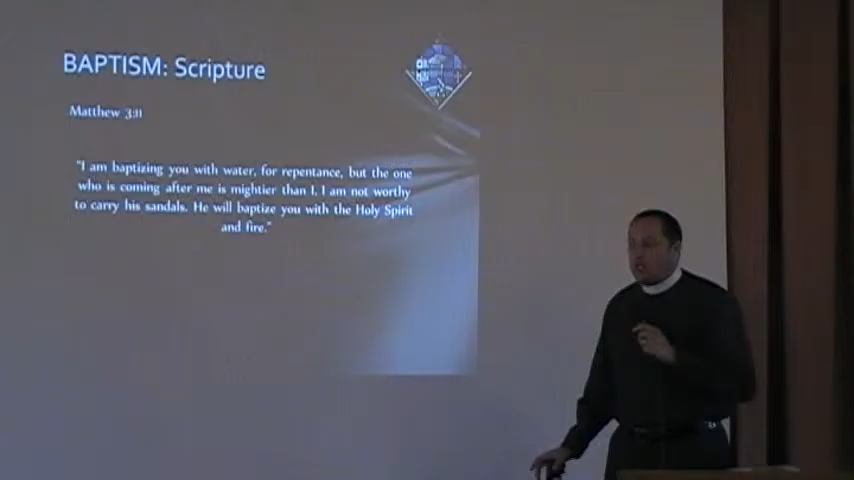 BAPTISM: Scripture
Matthew 3:11
"I am baptizing you with water, for repentance, but the one
who is coming after me is mightier than I. I am not worthy
to carry his sandals. He will baptize you with the Holy Spirit
and fire."